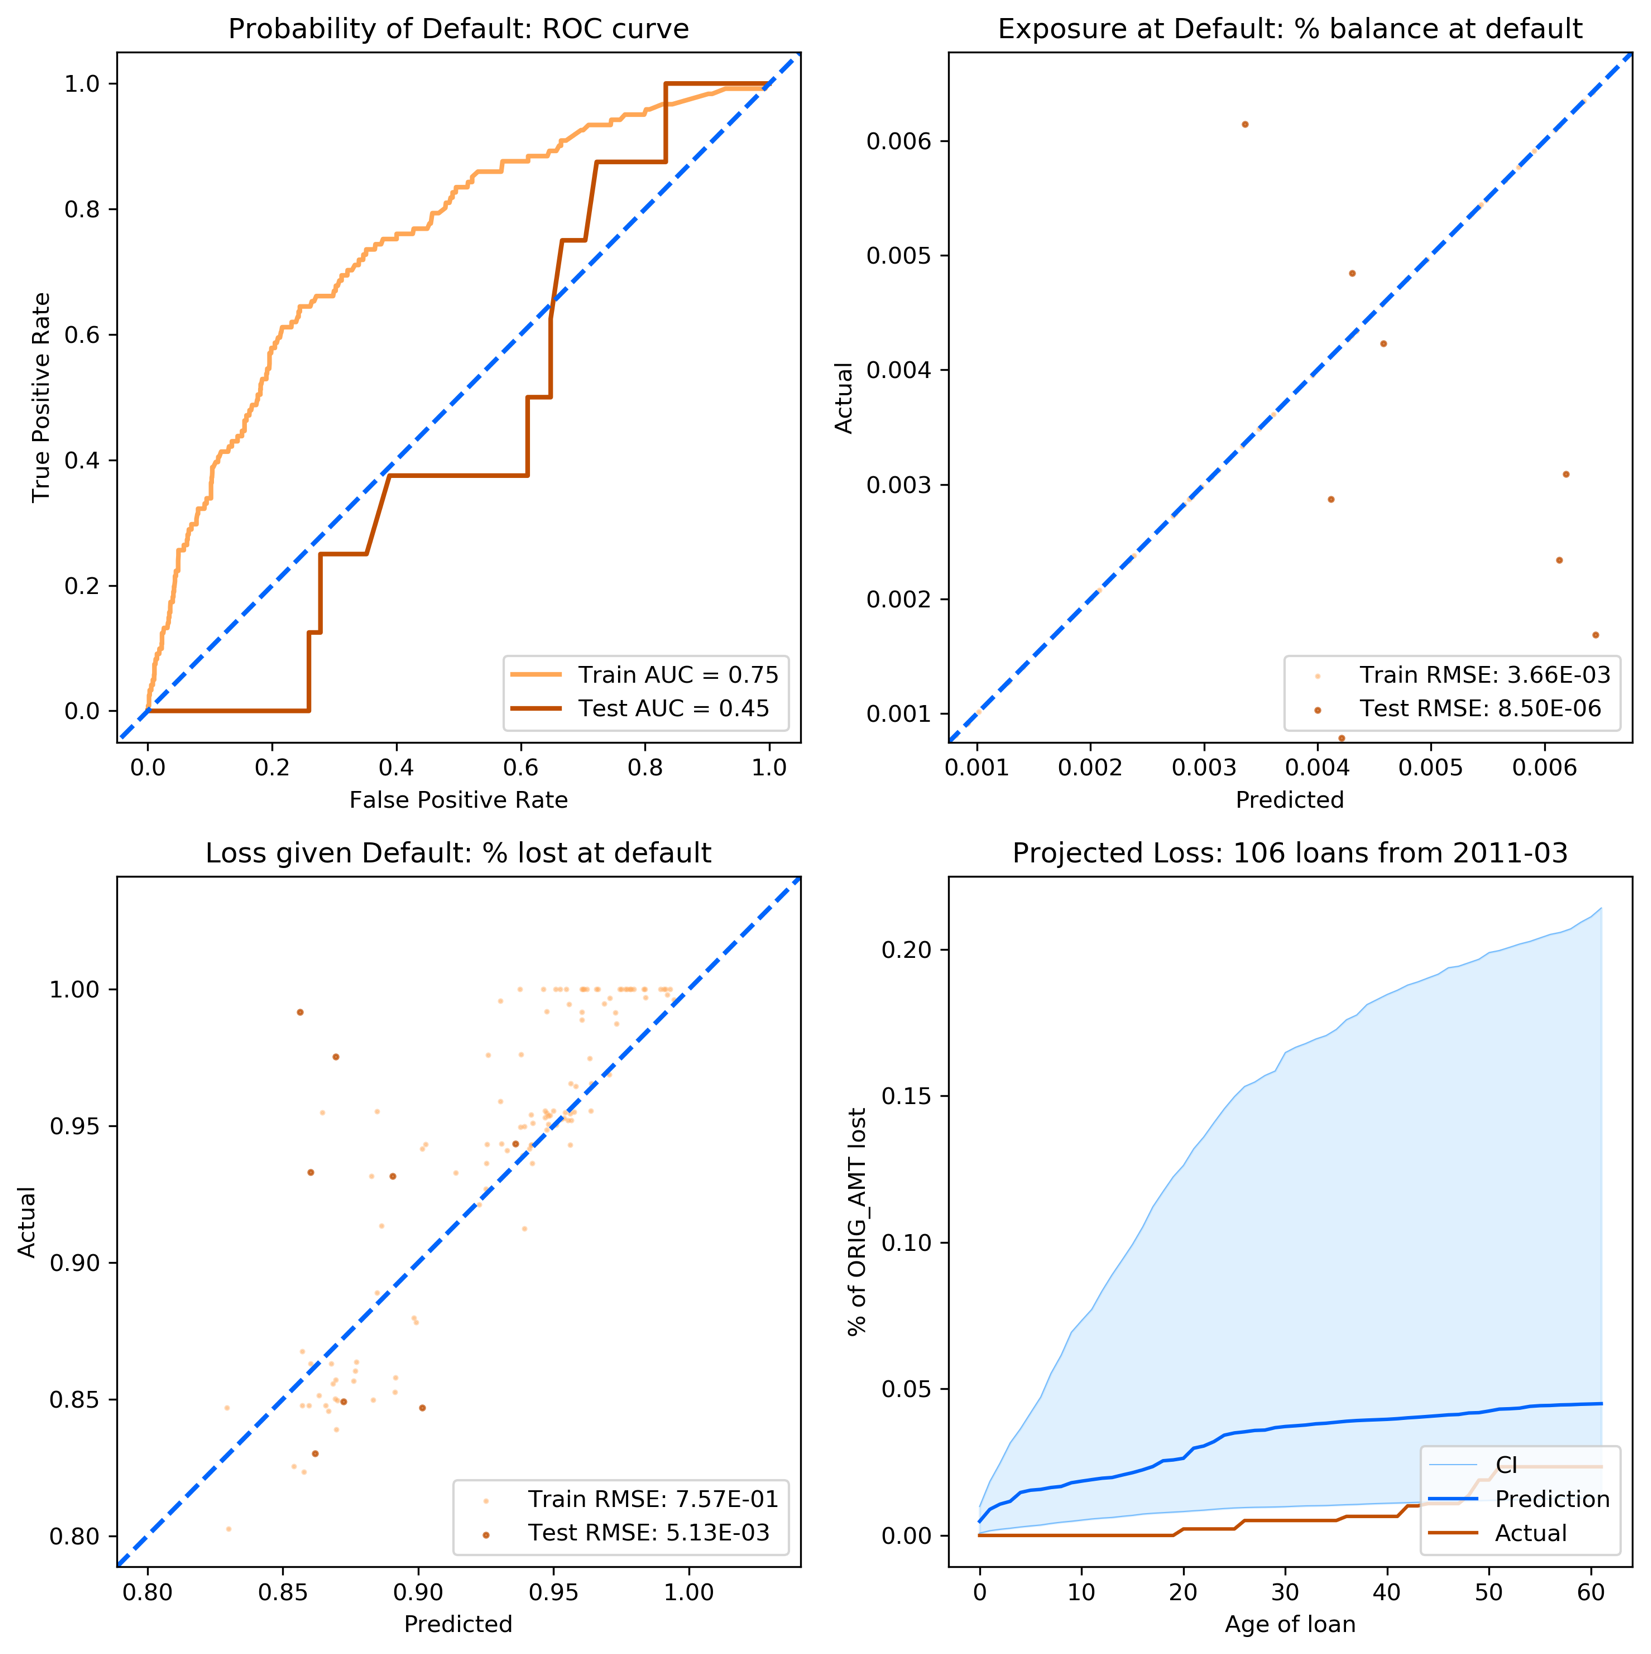 Probability of Default: ROC curve
1.0
0.8
0.6
0.4
0.2
0.0
True Positive Rate
Train AUC = 0.75
Test AUC = 0.45
0.0 0.2 0.4 0.6 0.8 1.0
False Positive Rate
Exposure at Default: % balance at default
0.006
0.005
0.004
0.003
0.002
0.001
Actual
Train RMSE: 3.66E-03
Test RMSE: 8.50E-06
0.001 0.002 0.003 0.004 0.005 0.006
Predicted
Loss given Default: % lost at default
1.00
0.95
0.90
0.85
0.80
Actual
Train RMSE: 7.57E-01
Test RMSE: 5.13E-03
0.80 0.85 0.90 0.95 1.00
Predicted
Projected Loss: 106 loans from 2011-03
0.20
0.15
0.10
0.05
0.00
% of ORIG_AMT lost
CI
Prediction
Actual
0 10 20 30 40 50 60
Age of loan